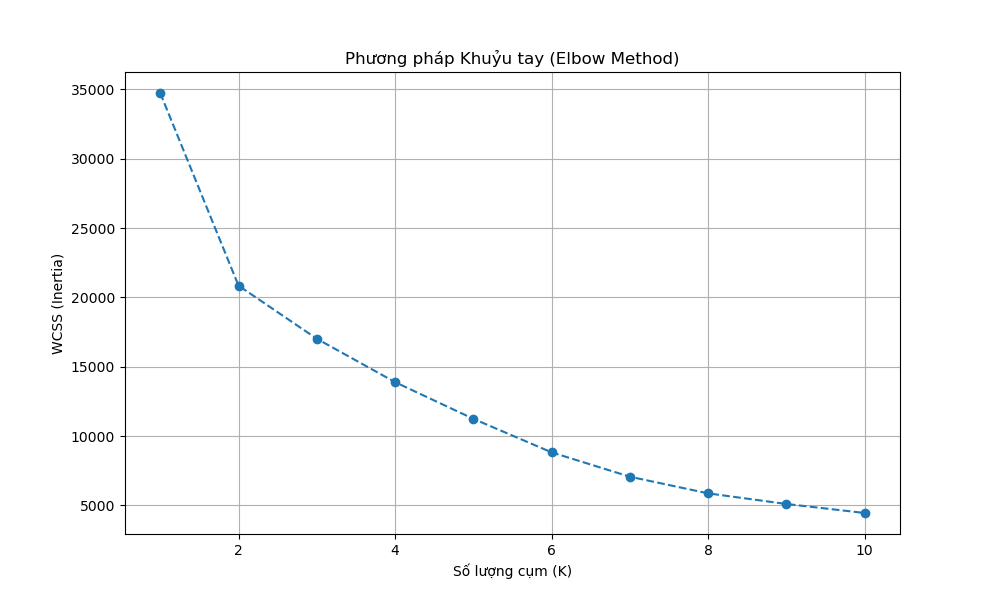 Phương pháp Khuỷu tay (Elbow Method)
35000
30000
25000
20000
15000
10000
5000
WCSS (Inertia)
2 4 6 8 10
Số lượng cụm (K)